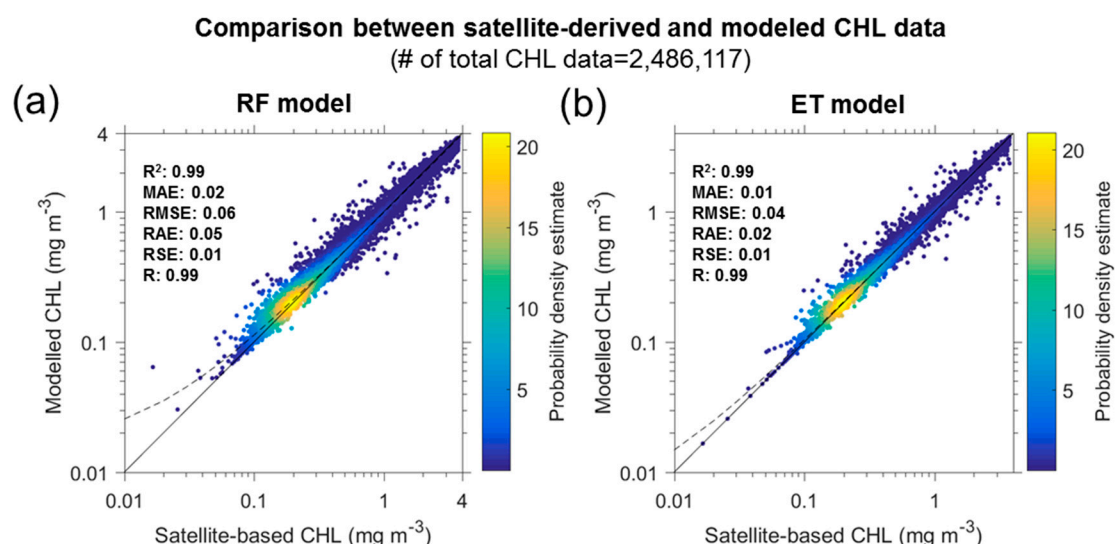 Comparison between satellite-derived and modeled CHL data
(# of total CHL data=2,486,117)
(a)
RF model
4
1
0.1
0.01
Modelled CHL (mg m⁻³)
R²: 0.99
MAE: 0.02
RMSE: 0.06
RAE: 0.05
RSE: 0.01
R: 0.99
0.01
0.1
1
4
Satellite-based CHL (mg m⁻³)
20
15
10
5
Probability density estimate
(b)
ET model
1
0.1
0.01
Modelled CHL (mg m⁻³)
R²: 0.99
MAE: 0.01
RMSE: 0.04
RAE: 0.02
RSE: 0.01
R: 0.99
0.01
0.1
1
Satellite-based CHL (mg m⁻³)
20
15
10
5
Probability density estimate